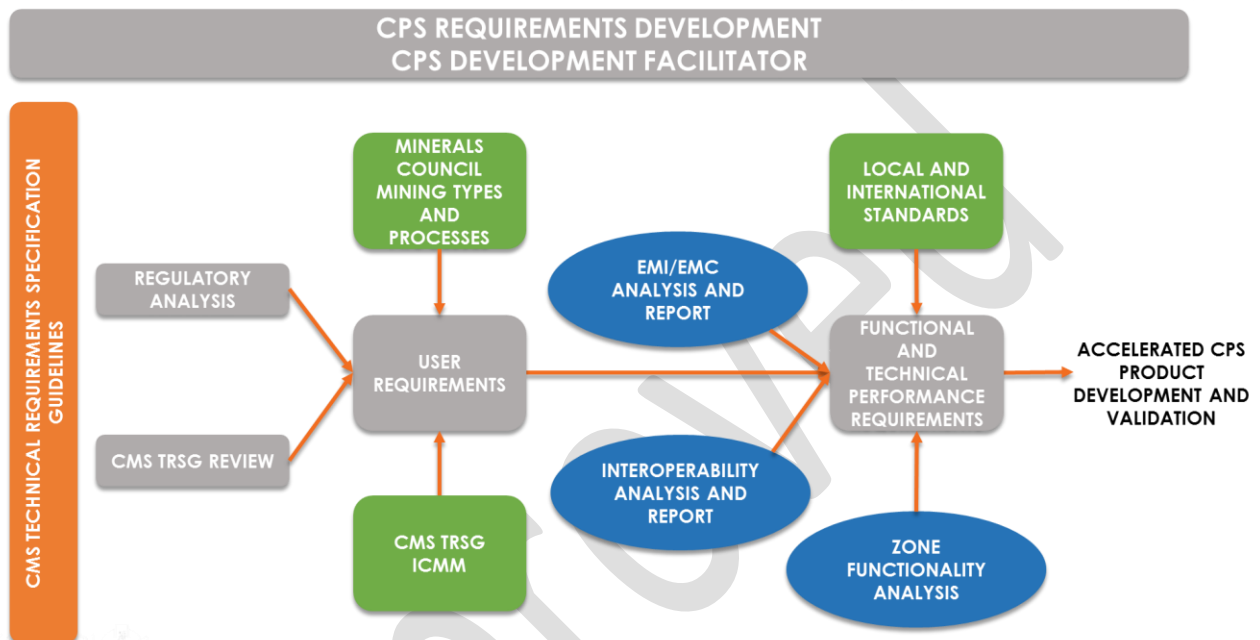 CPS REQUIREMENTS DEVELOPMENT
CPS DEVELOPMENT FACILITATOR
CMS TECHNICAL REQUIREMENTS SPECIFICATION
GUIDELINES
REGULATORY
ANALYSIS
CMS TRSG REVIEW
MINERALS
COUNCIL
MINING TYPES
AND
PROCESSES
USER
REQUIREMENTS
CMS TRSG
ICMM
EMI/EMC
ANALYSIS AND
REPORT
INTEROPERABILITY
ANALYSIS AND
REPORT
LOCAL AND
INTERNATIONAL
STANDARDS
FUNCTIONAL
AND
TECHNICAL
PERFORMANCE
REQUIREMENTS
ZONE
FUNCTIONALITY
ANALYSIS
ACCELERATED CPS
PRODUCT
DEVELOPMENT AND
VALIDATION